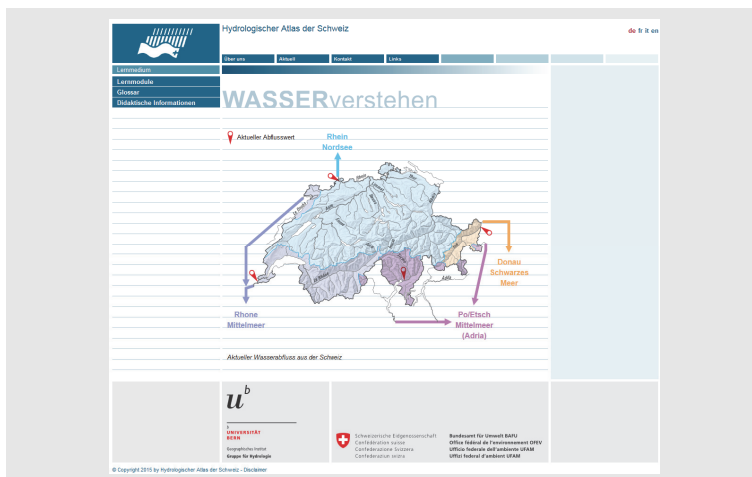 Hydrologischer Atlas der Schweiz
de fr it en
Über uns
Aktuell
Kontakt
Links
Lernmedium
Lernmodule
Glossar
Didaktische Informationen
WASSERverstehen
Aktueller Abflusswert
Rhein
Nordsee
Donau
Schwarzes
Meer
Rhone
Mittelmeer
Po/Etsch
Mittelmeer
(Adria)
Aktueller Wasserabfluss aus der Schweiz
u^b
b
UNIVERSITÄT
BERN
Geographisches Institut
Gruppe für Hydrologie
Schweizerische Eidgenossenschaft
Confédération suisse
Confederazione Svizzera
Confederaziun svizra
Bundesamt für Umwelt BAFU
Office fédéral de l'environnement OFEV
Ufficio federale dell'ambiente UFAM
Uffizi federal d'ambient UFAM
© Copyright 2015 by Hydrologischer Atlas der Schweiz - Disclaimer